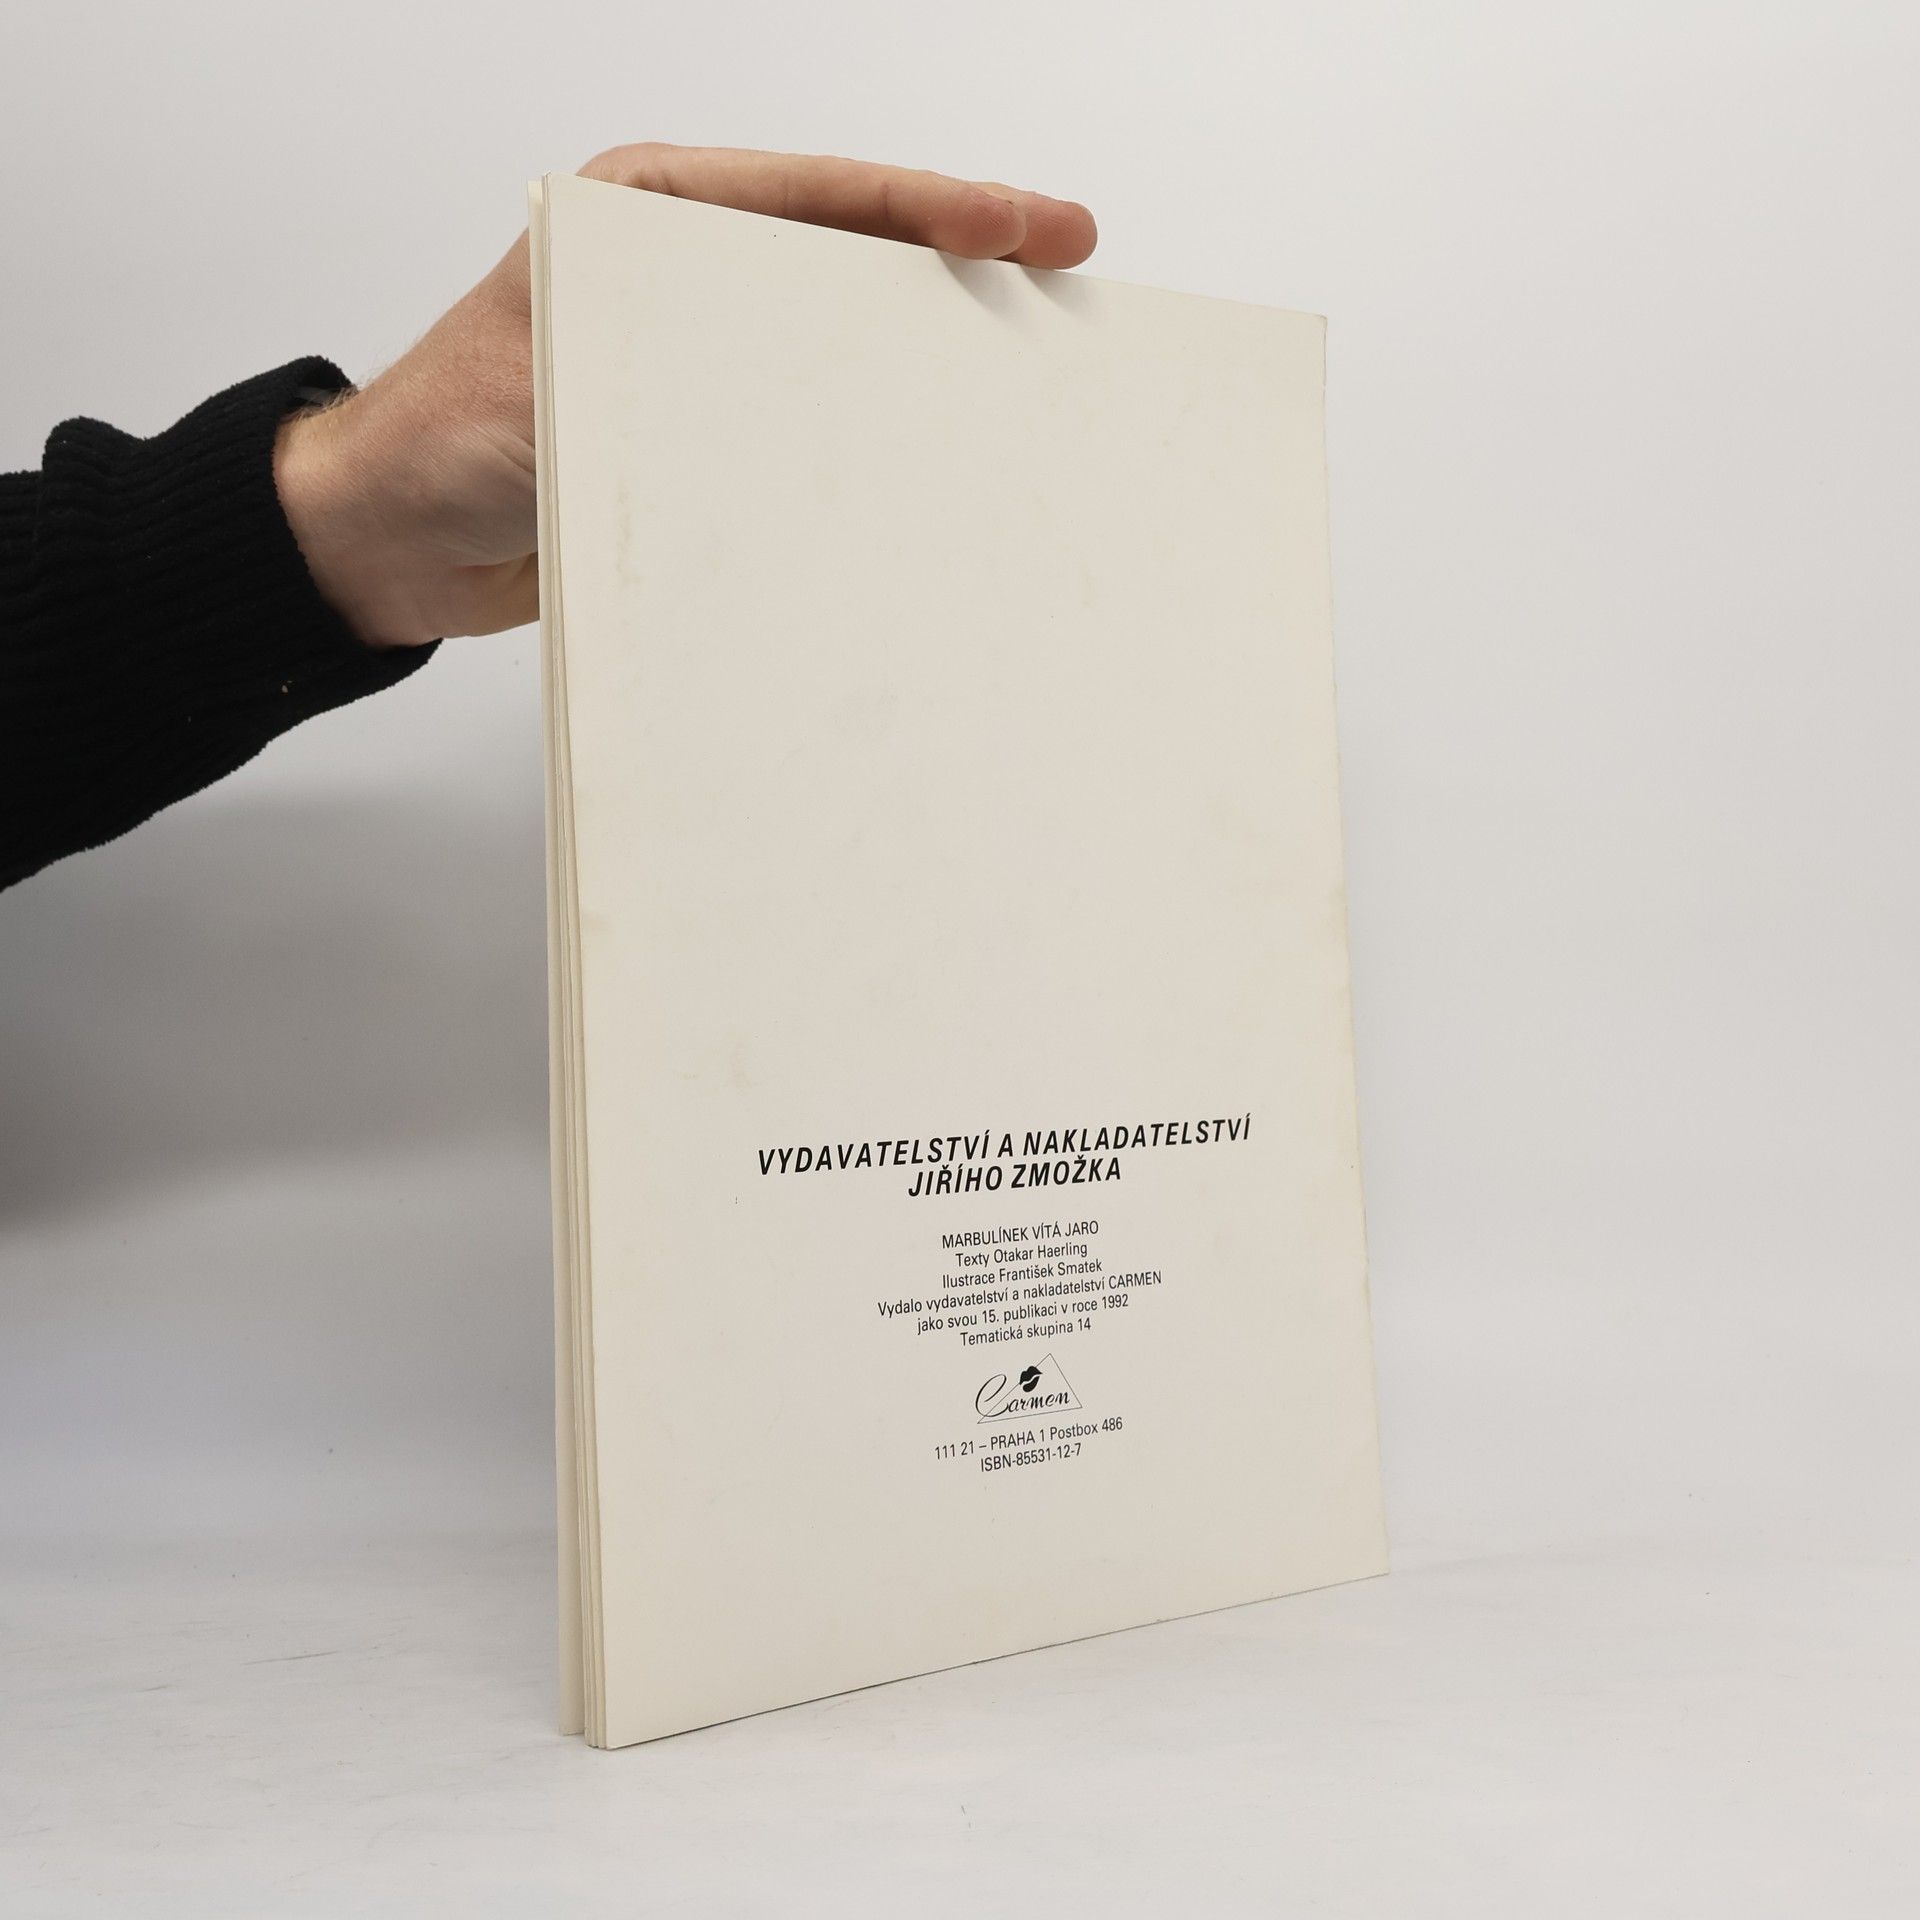 VYDAVATELSTVÍ A NAKLADATELSTVÍ
JIŘÍHO ZMOŽKA
MARBULÍNEK VÍTÁ JARO
Texty Otakar Haerling
Ilustrace František Smatek
Vydalo vydavatelství a nakladatelství CARMEN
jako svou 15. publikaci v roce 1992
Tematická skupina 14
Carmen
111 21 – PRAHA 1 Postbox 486
ISBN-85531-12-7